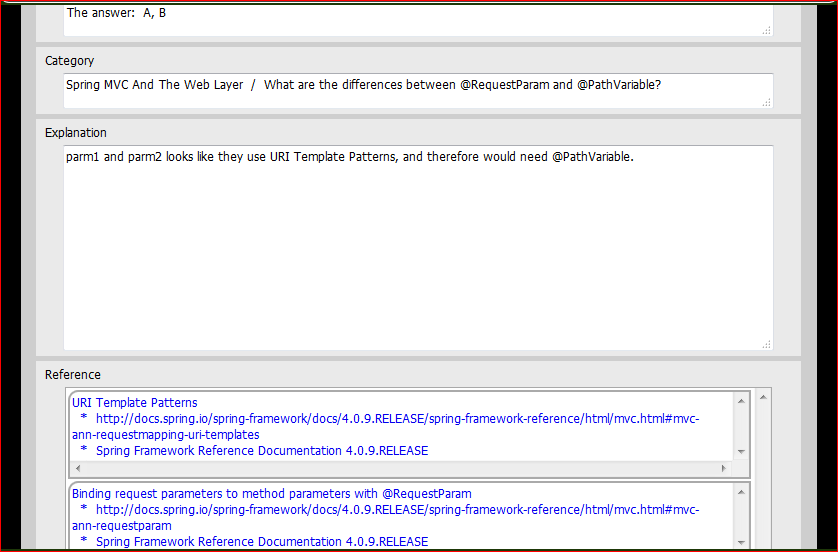 The answer:  A, B
Category
Spring MVC And The Web Layer  /  What are the differences between @RequestParam and @PathVariable?
Explanation
parm1 and parm2 looks like they use URI Template Patterns, and therefore would need @PathVariable.
Reference
URI Template Patterns
*  http://docs.spring.io/spring-framework/docs/4.0.9.RELEASE/spring-framework-reference/html/mvc.html#mvc-
ann-requestmapping-uri-templates
*  Spring Framework Reference Documentation 4.0.9.RELEASE
Binding request parameters to method parameters with @RequestParam
*  http://docs.spring.io/spring-framework/docs/4.0.9.RELEASE/spring-framework-reference/html/mvc.html#mvc-
ann-requestparam
*  Spring Framework Reference Documentation 4.0.9.RELEASE